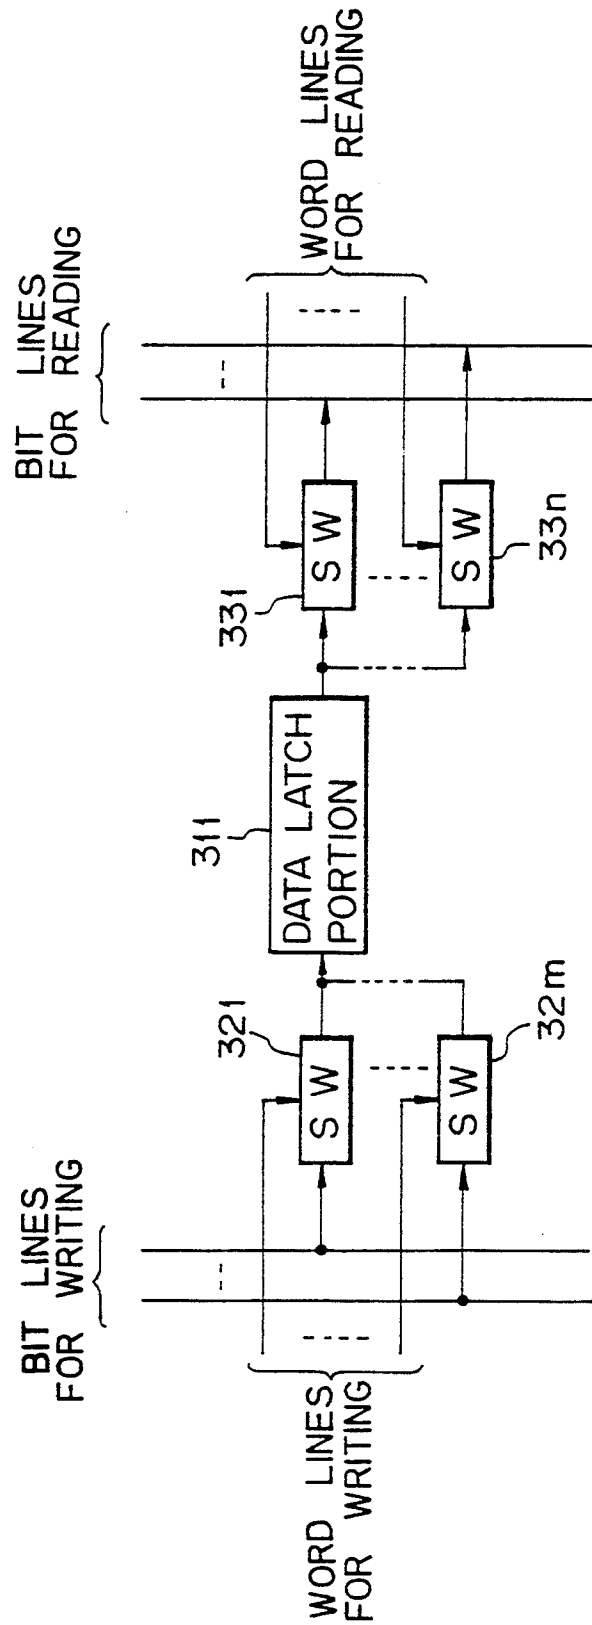 BIT LINES
FOR WRITING
WORD LINES
FOR WRITING
321
SW
32m
SW
311
DATA LATCH
PORTION
331
SW
33n
SW
BIT LINES
FOR READING
WORD LINES
FOR READING